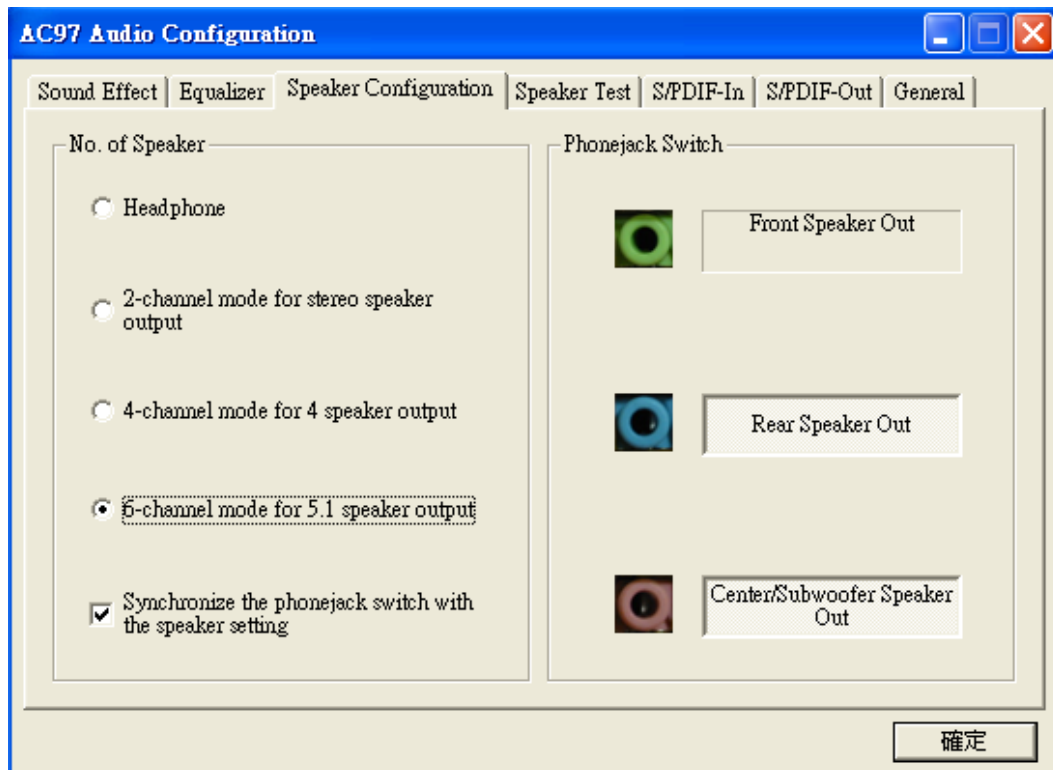 AC97 Audio Configuration
Sound Effect
Equalizer
Speaker Configuration
Speaker Test
S/PDIF-In
S/PDIF-Out
General
No. of Speaker
Headphone
2-channel mode for stereo speaker
output
4-channel mode for 4 speaker output
6-channel mode for 5.1 speaker output
Synchronize the phonejack switch with
the speaker setting
Phonejack Switch
Front Speaker Out
Rear Speaker Out
Center/Subwoofer Speaker
Out
確定